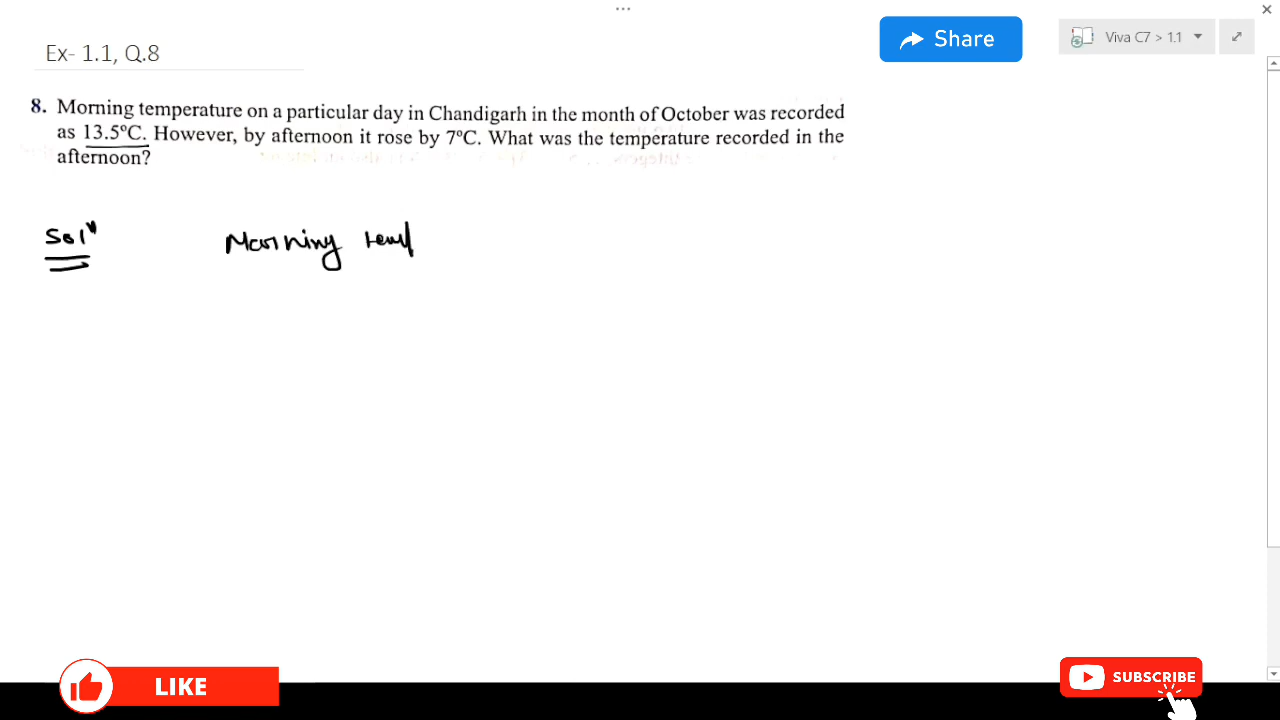 Ex- 1.1, Q.8
Share
Viva C7 > 1.1
8. Morning temperature on a particular day in Chandigarh in the month of October was recorded
as 13.5°C. However, by afternoon it rose by 7°C. What was the temperature recorded in the
afternoon?
Solⁿ
Morning temp
LIKE
SUBSCRIBE